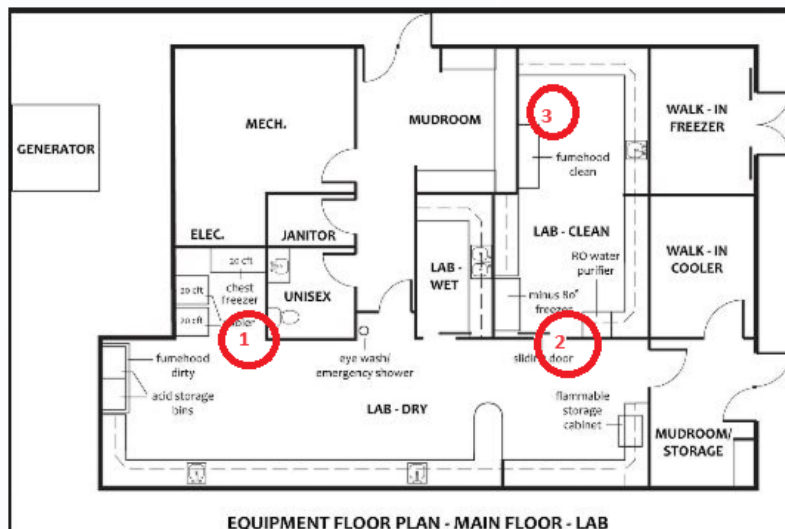 MECH.
MUDROOM
3
WALK - IN
FREEZER
GENERATOR
fumehood
clean
ELEC.
JANITOR
LAB - CLEAN
WALK - IN
COOLER
20 cft
chest
freezer
20 cft
20 cft
UNISEX
LAB -
WET
RO water
purifier
minus 80°
freezer
1
2
fumehood
dirty
acid storage
bins
eye wash/
emergency shower
sliding door
LAB - DRY
flammable
storage
cabinet
MUDROOM/
STORAGE
EQUIPMENT FLOOR PLAN - MAIN FLOOR - LAB